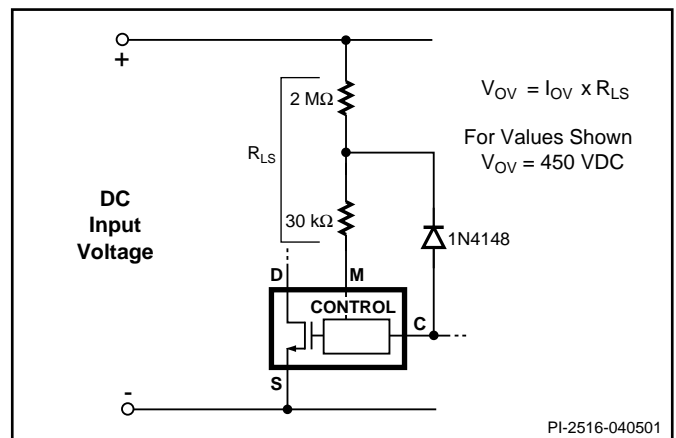 +
2 MΩ
V_OV = I_OV x R_LS
For Values Shown
V_OV = 450 VDC
R_LS
DC
Input
Voltage
30 kΩ
1N4148
D
M
CONTROL
C
S
-
PI-2516-040501